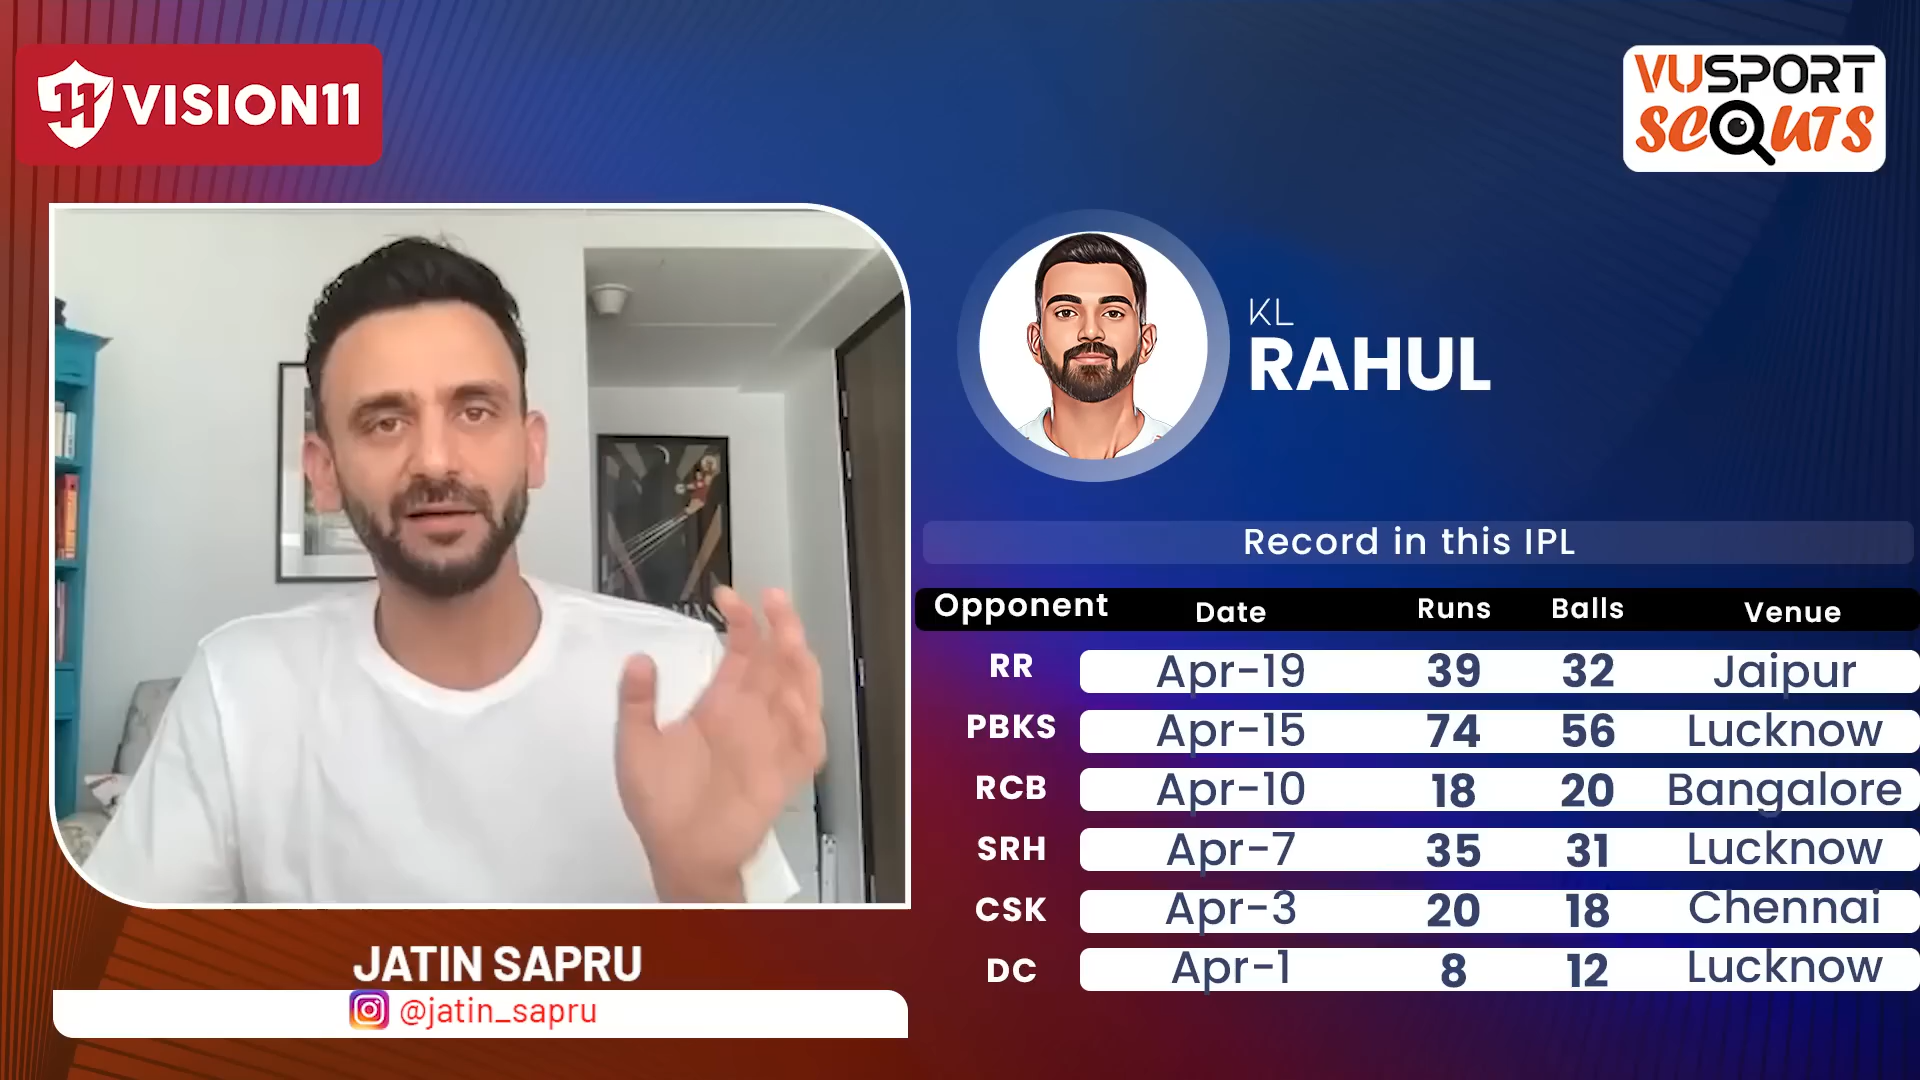 11 VISION11
VUSPORT
SCOUTS
KL
RAHUL
Record in this IPL
Opponent Date Runs Balls Venue
RR Apr-19 39 32 Jaipur
PBKS Apr-15 74 56 Lucknow
RCB Apr-10 18 20 Bangalore
SRH Apr-7 35 31 Lucknow
CSK Apr-3 20 18 Chennai
DC Apr-1 8 12 Lucknow
JATIN SAPRU
@jatin_sapru